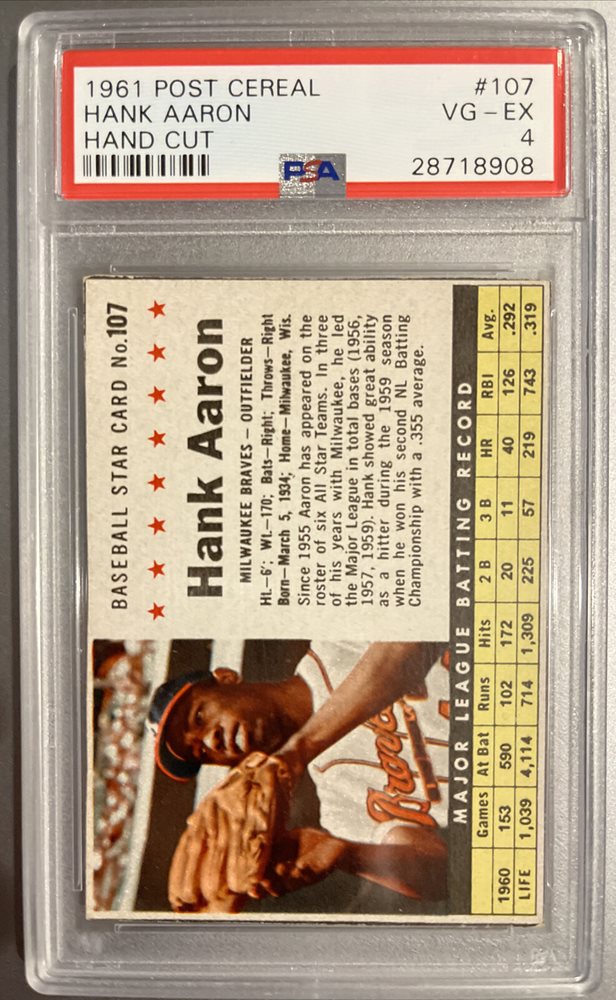 1961 POST CEREAL #107
HANK AARON VG - EX
HAND CUT 4
PSA 28718908
BASEBALL STAR CARD No. 107
Hank Aaron
MILWAUKEE BRAVES – OUTFIELDER
Ht.–6'; Wt.–170; Bats–Right; Throws–Right
Born–March 5, 1934; Home–Milwaukee, Wis.
Since 1955 Aaron has appeared on the
roster of six All Star Teams. In three
of his years with Milwaukee, he led
the Major League in total bases (1956,
1957, 1959). Hank showed great ability
as a hitter during the 1959 season
when he won his second NL Batting
Championship with a .355 average.
Braves
MAJOR LEAGUE BATTING RECORD
Games At Bat Runs Hits 2 B 3 B HR RBI Avg.
1960 153 590 102 172 20 11 40 126 .292
LIFE 1,039 4,114 714 1,309 225 57 219 743 .319